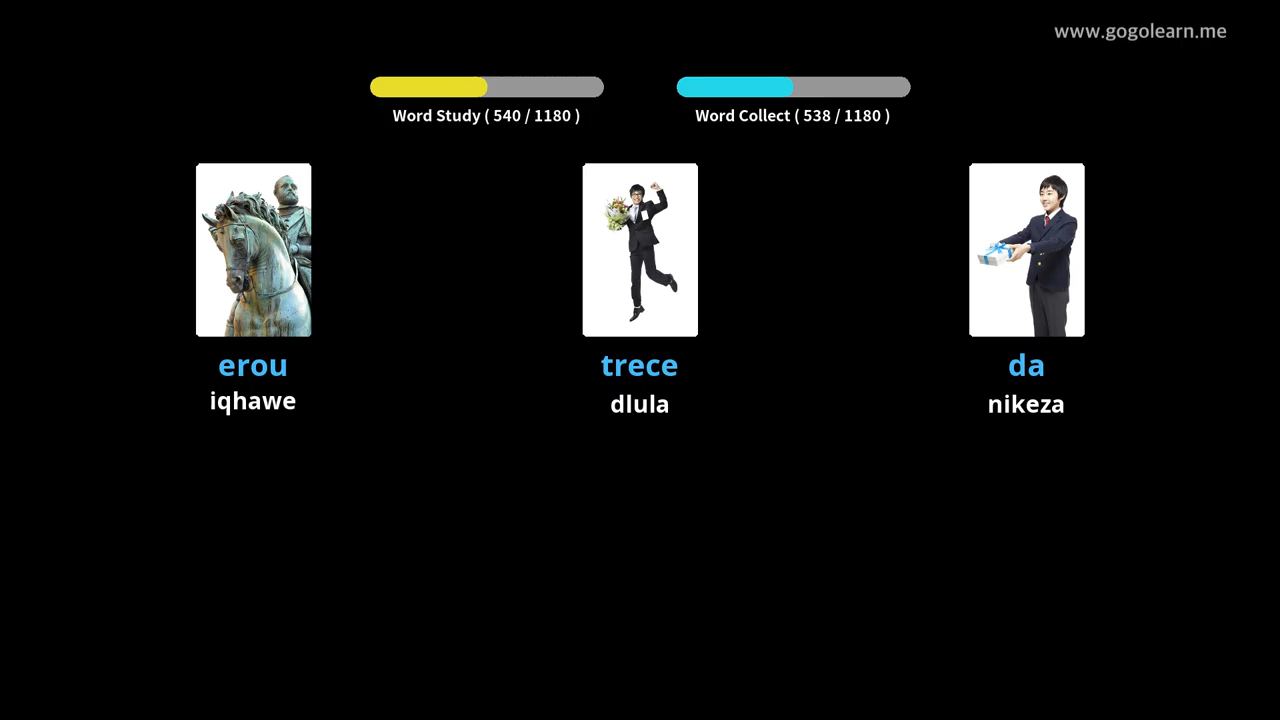 www.gogolearn.me
Word Study ( 540 / 1180 )
Word Collect ( 538 / 1180 )
erou
iqhawe
trece
dlula
da
nikeza